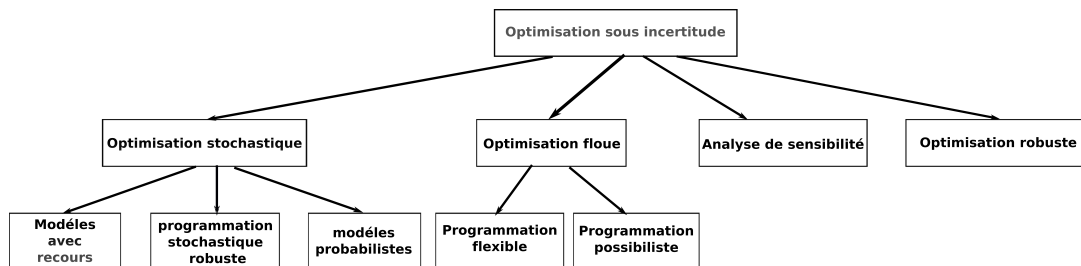 Optimisation sous incertitude
Optimisation stochastique
Optimisation floue
Analyse de sensibilité
Optimisation robuste
Modéles
avec
recours
programmation
stochastique
robuste
modéles
probabilistes
Programmation
flexible
Programmation
possibiliste